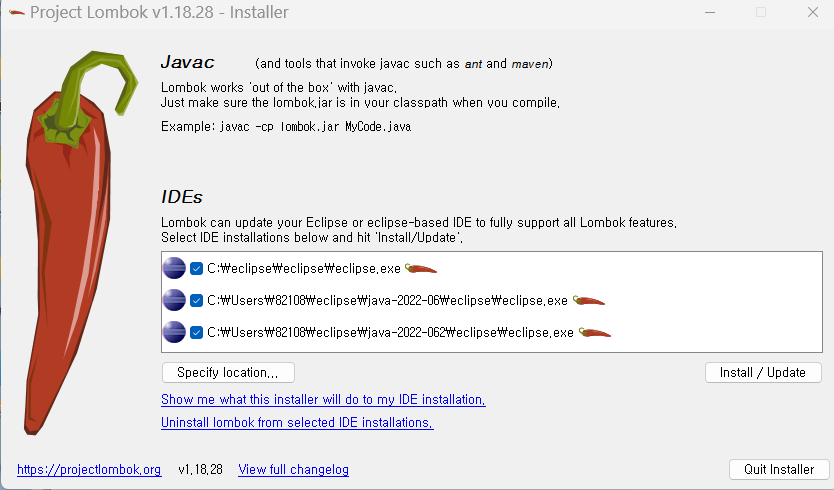 Project Lombok v1.18.28 - Installer
Javac (and tools that invoke javac such as ant and maven)
Lombok works 'out of the box' with javac.
Just make sure the lombok.jar is in your classpath when you compile.
Example: javac -cp lombok.jar MyCode.java
IDEs
Lombok can update your Eclipse or eclipse-based IDE to fully support all Lombok features.
Select IDE installations below and hit 'Install/Update'.
C:₩eclipse₩eclipse₩eclipse.exe
C:₩Users₩82108₩eclipse₩java-2022-06₩eclipse₩eclipse.exe
C:₩Users₩82108₩eclipse₩java-2022-062₩eclipse₩eclipse.exe
Specify location... Install / Update
Show me what this installer will do to my IDE installation.
Uninstall lombok from selected IDE installations.
https://projectlombok.org v1.18.28 View full changelog Quit Installer